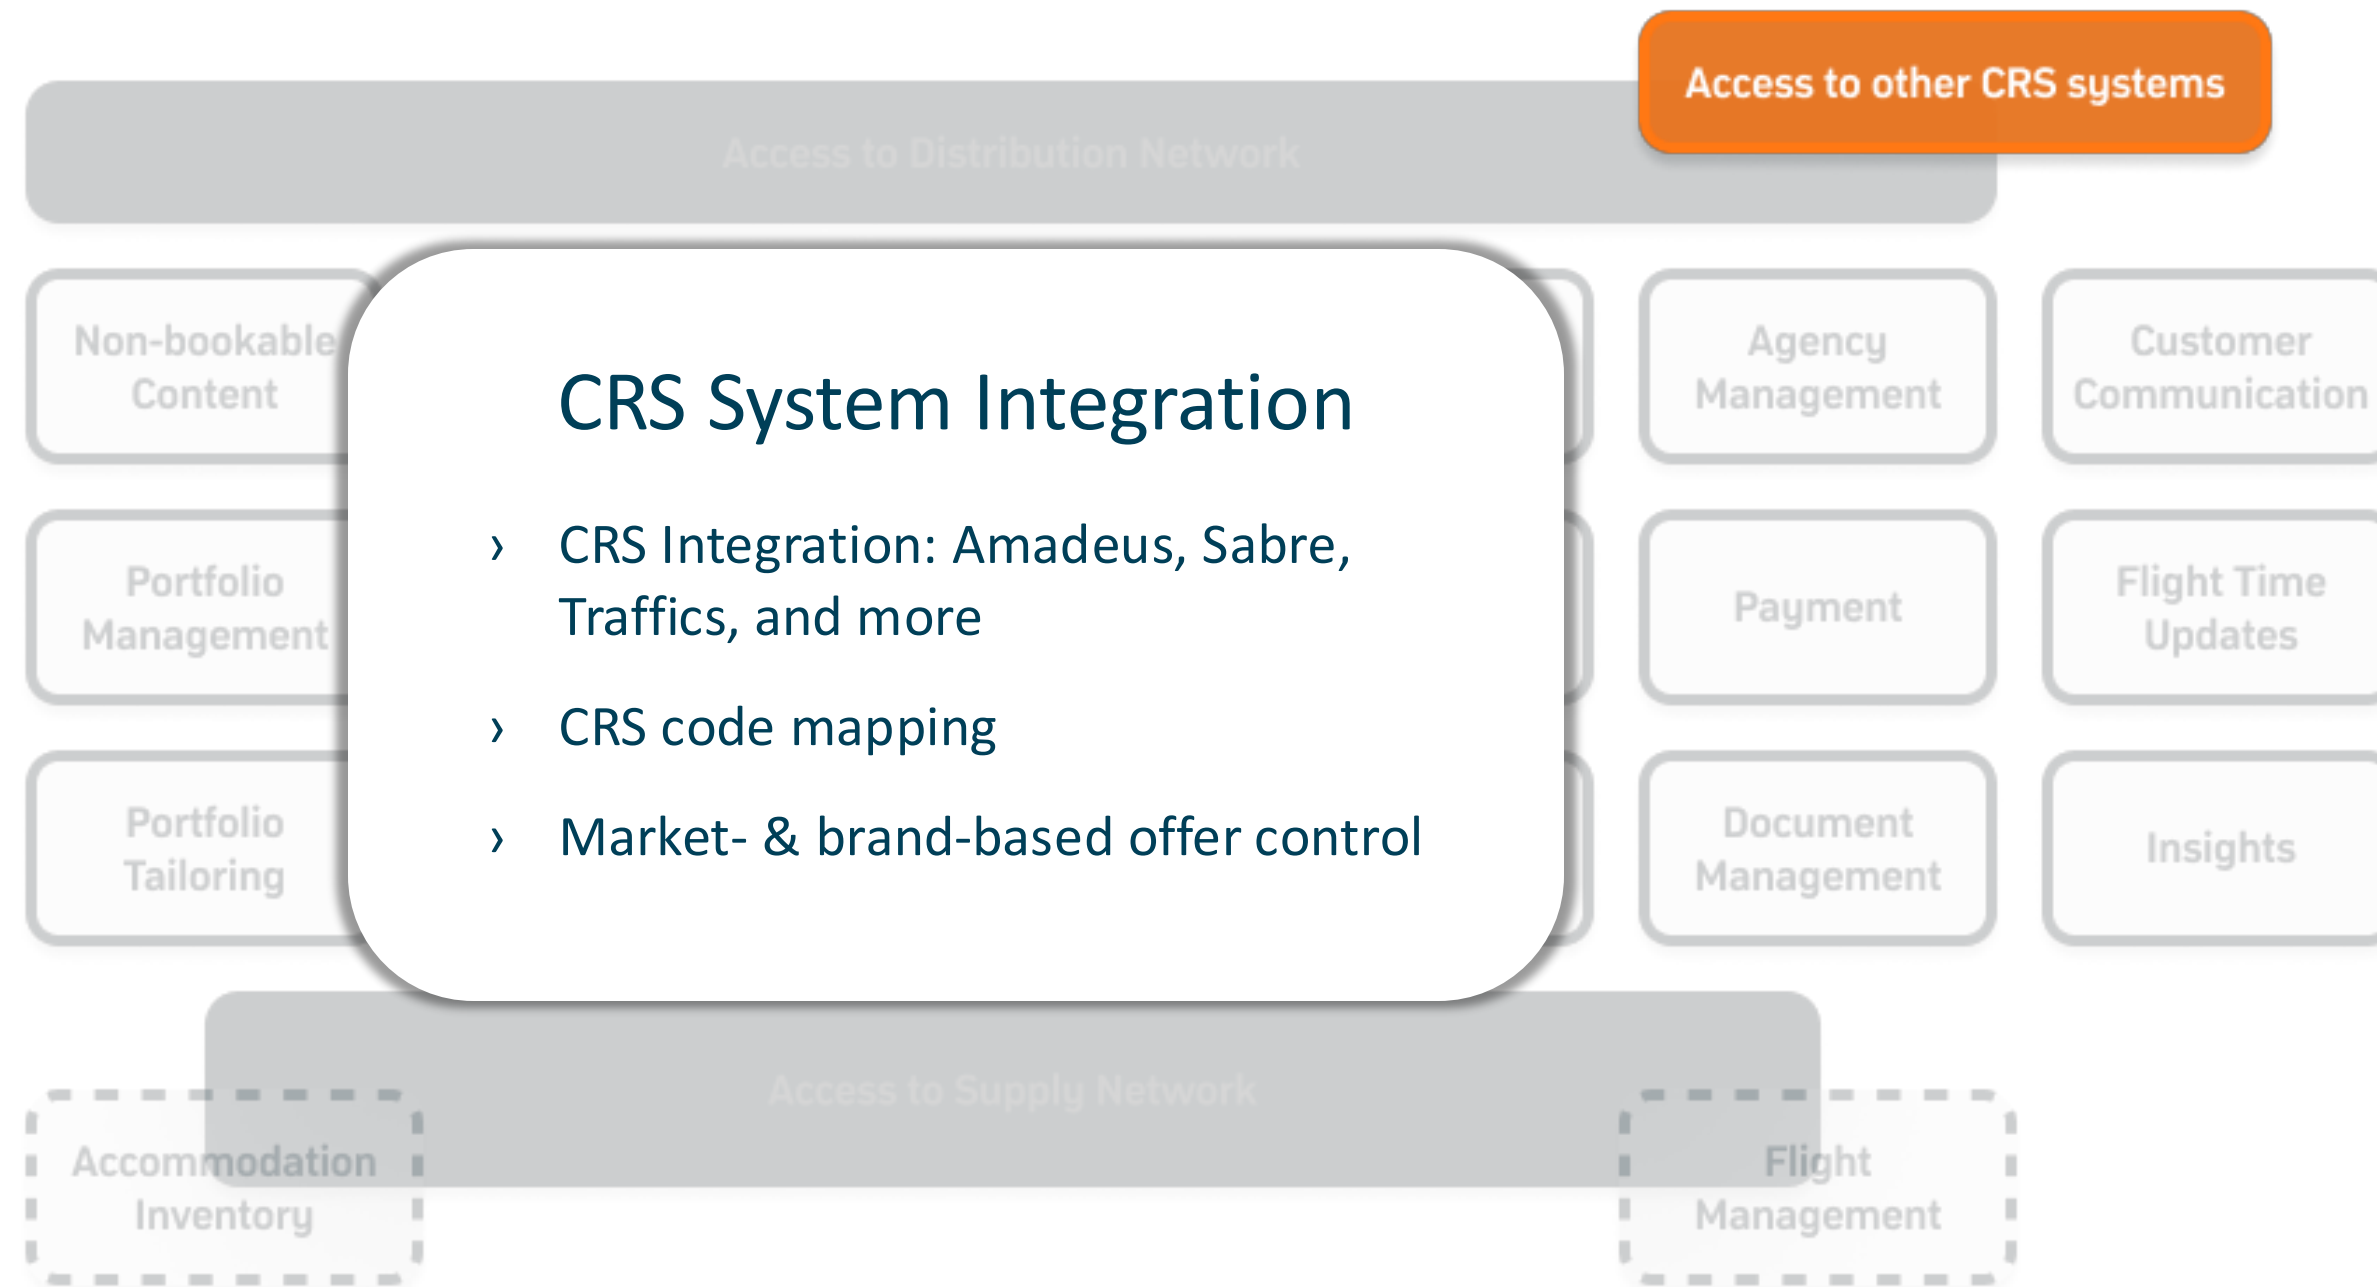 Access to other CRS systems
Access to Distribution Network
Non-bookable
Content
Agency
Management
Customer
Communication
CRS System Integration
› CRS Integration: Amadeus, Sabre,
Traffics, and more
› CRS code mapping
› Market- & brand-based offer control
Portfolio
Management
Payment
Flight Time
Updates
Portfolio
Tailoring
Document
Management
Insights
Access to Supply Network
Accommodation
Inventory
Flight
Management